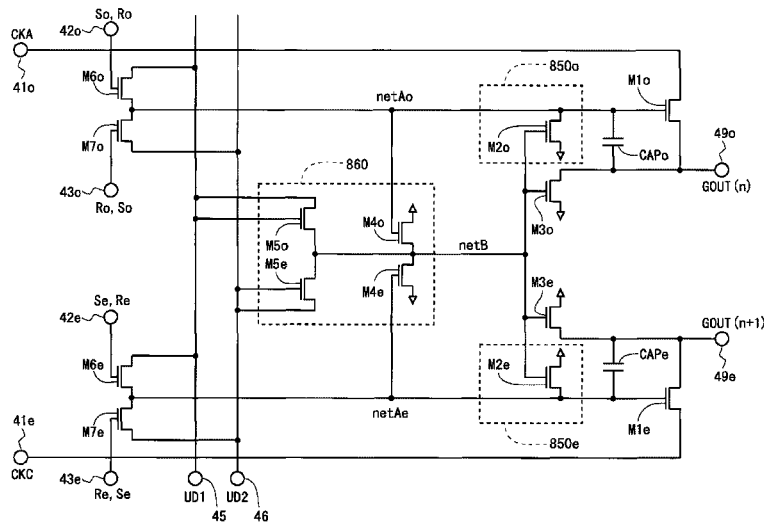 So, Ro
42o
CKA
41o
M6o
M7o
43o
Ro, So
netAo
850o
M1o
M2o
CAPo
49o
GOUT(n)
860
M4o
M3o
M5o
M5e
netB
M4e
Se, Re
42e
M3e
GOUT(n+1)
49e
CAPe
M2e
M6e
M7e
netAe
M1e
850e
41e
CKC
43e
Re, Se
UD1
UD2
45
46